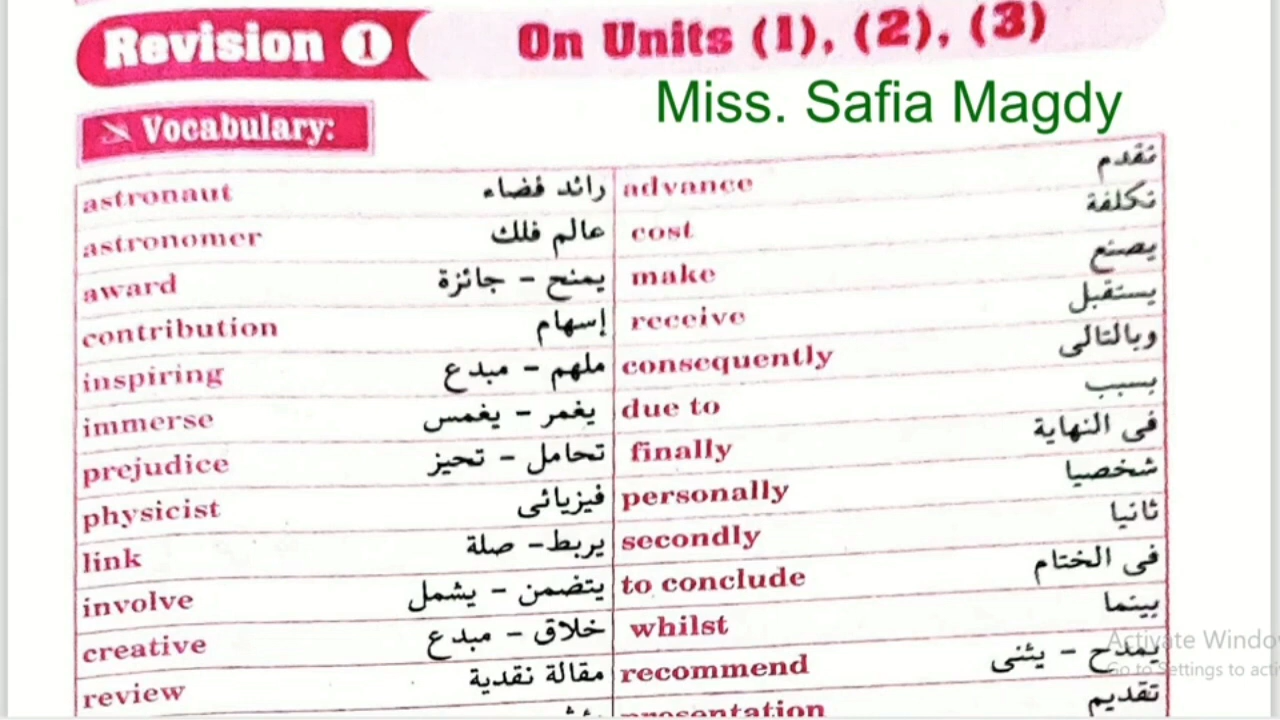 Revision 1 On Units (1), (2), (3)
Miss. Safia Magdy
Vocabulary:
astronaut رائد فضاء advance تقدم
astronomer عالم فلك cost تكلفة
award يمنح - جائزة make يصنع
contribution إسهام receive يستقبل
inspiring ملهم - مبدع consequently وبالتالى
immerse يغمر - يغمس due to بسبب
prejudice تحامل - تحيز finally فى النهاية
physicist فيزيائى personally شخصيا
link يربط- صلة secondly ثانيا
involve يتضمن - يشمل to conclude فى الختام
creative خلاق - مبدع whilst بينما
review مقالة نقدية recommend يمدح - يثنى
presentation تقديم
Activate Windo
Go to Settings to acti